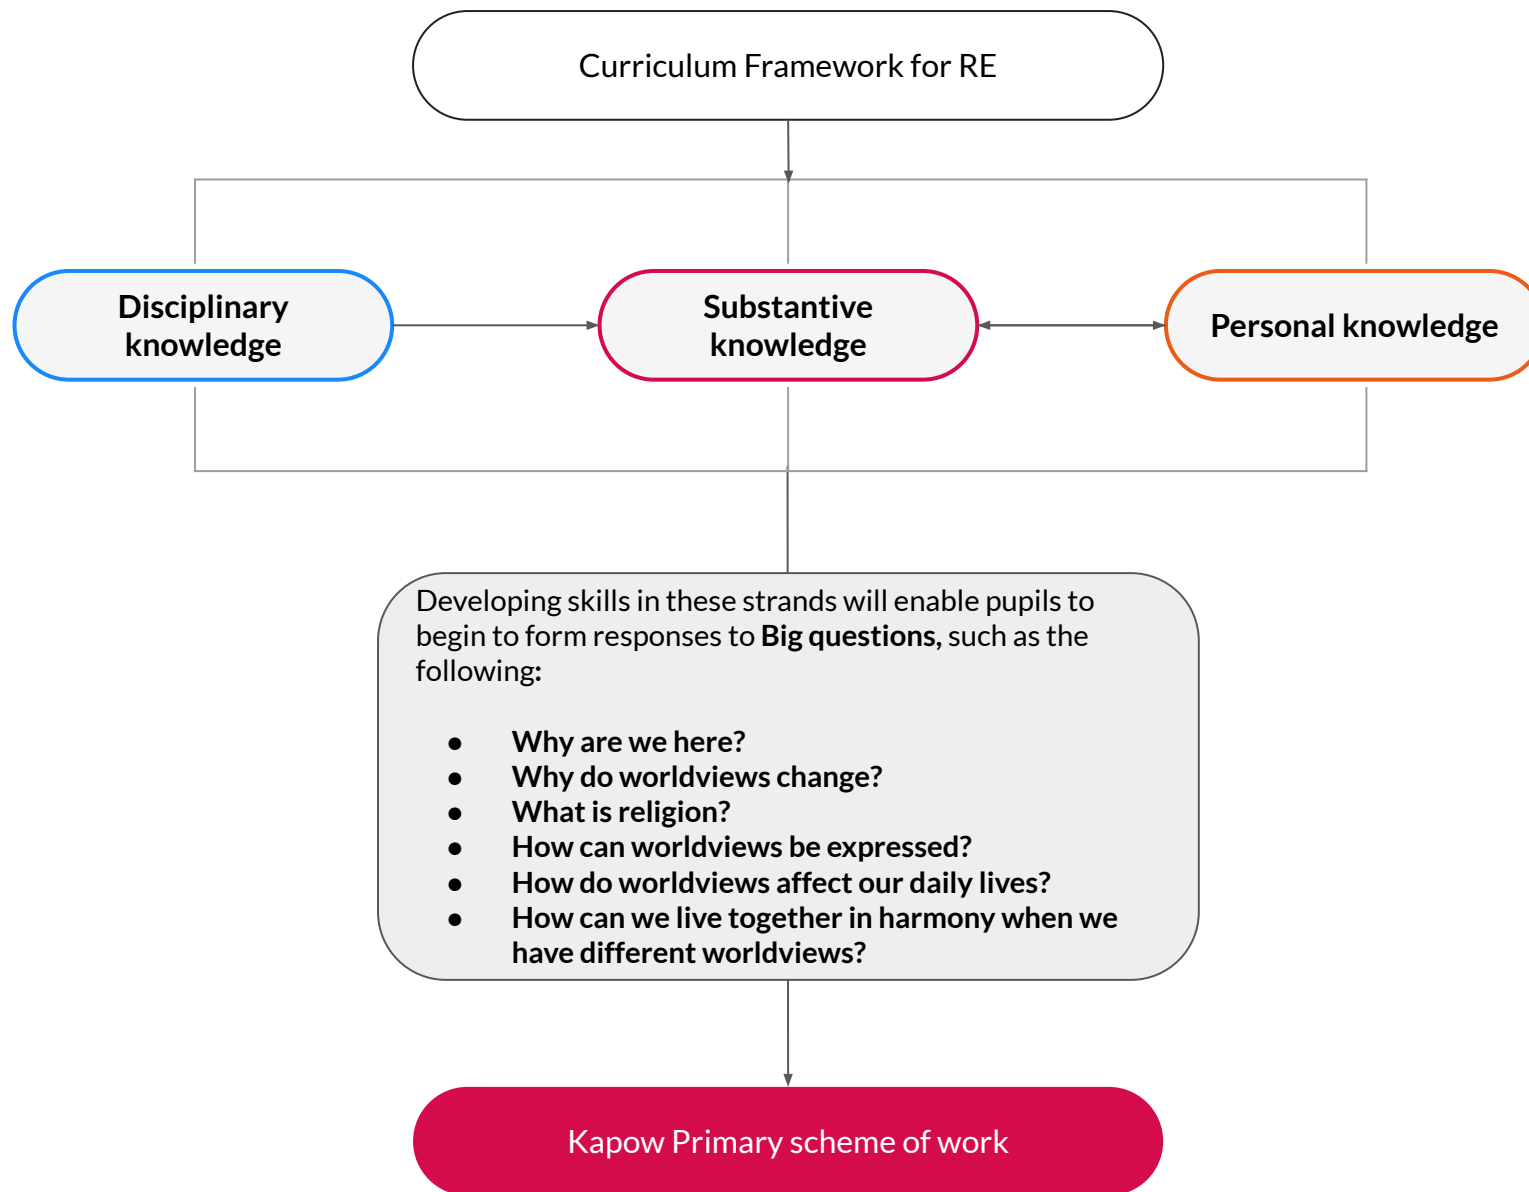 Curriculum Framework for RE
Disciplinary
knowledge
Substantive
knowledge
Personal knowledge
Developing skills in these strands will enable pupils to
begin to form responses to Big questions, such as the
following:
● Why are we here?
● Why do worldviews change?
● What is religion?
● How can worldviews be expressed?
● How do worldviews affect our daily lives?
● How can we live together in harmony when we
have different worldviews?
Kapow Primary scheme of work